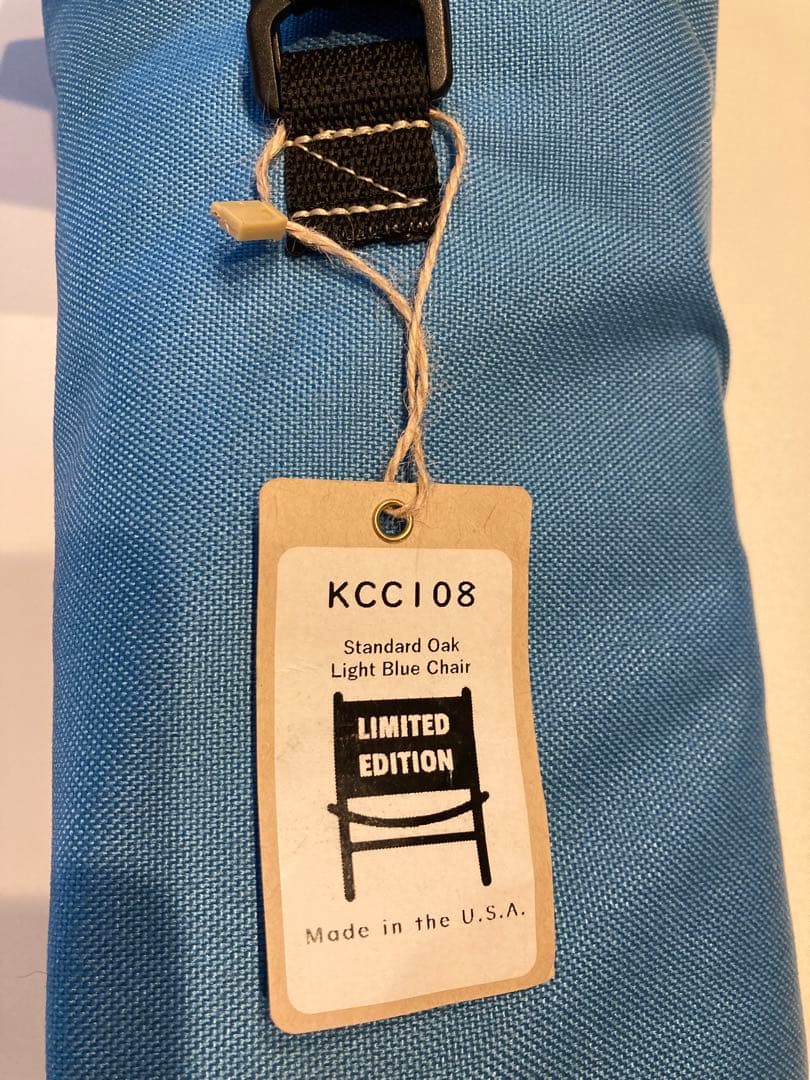 KCC108
Standard Oak
Light Blue Chair
LIMITED
EDITION
Made in the U.S.A.